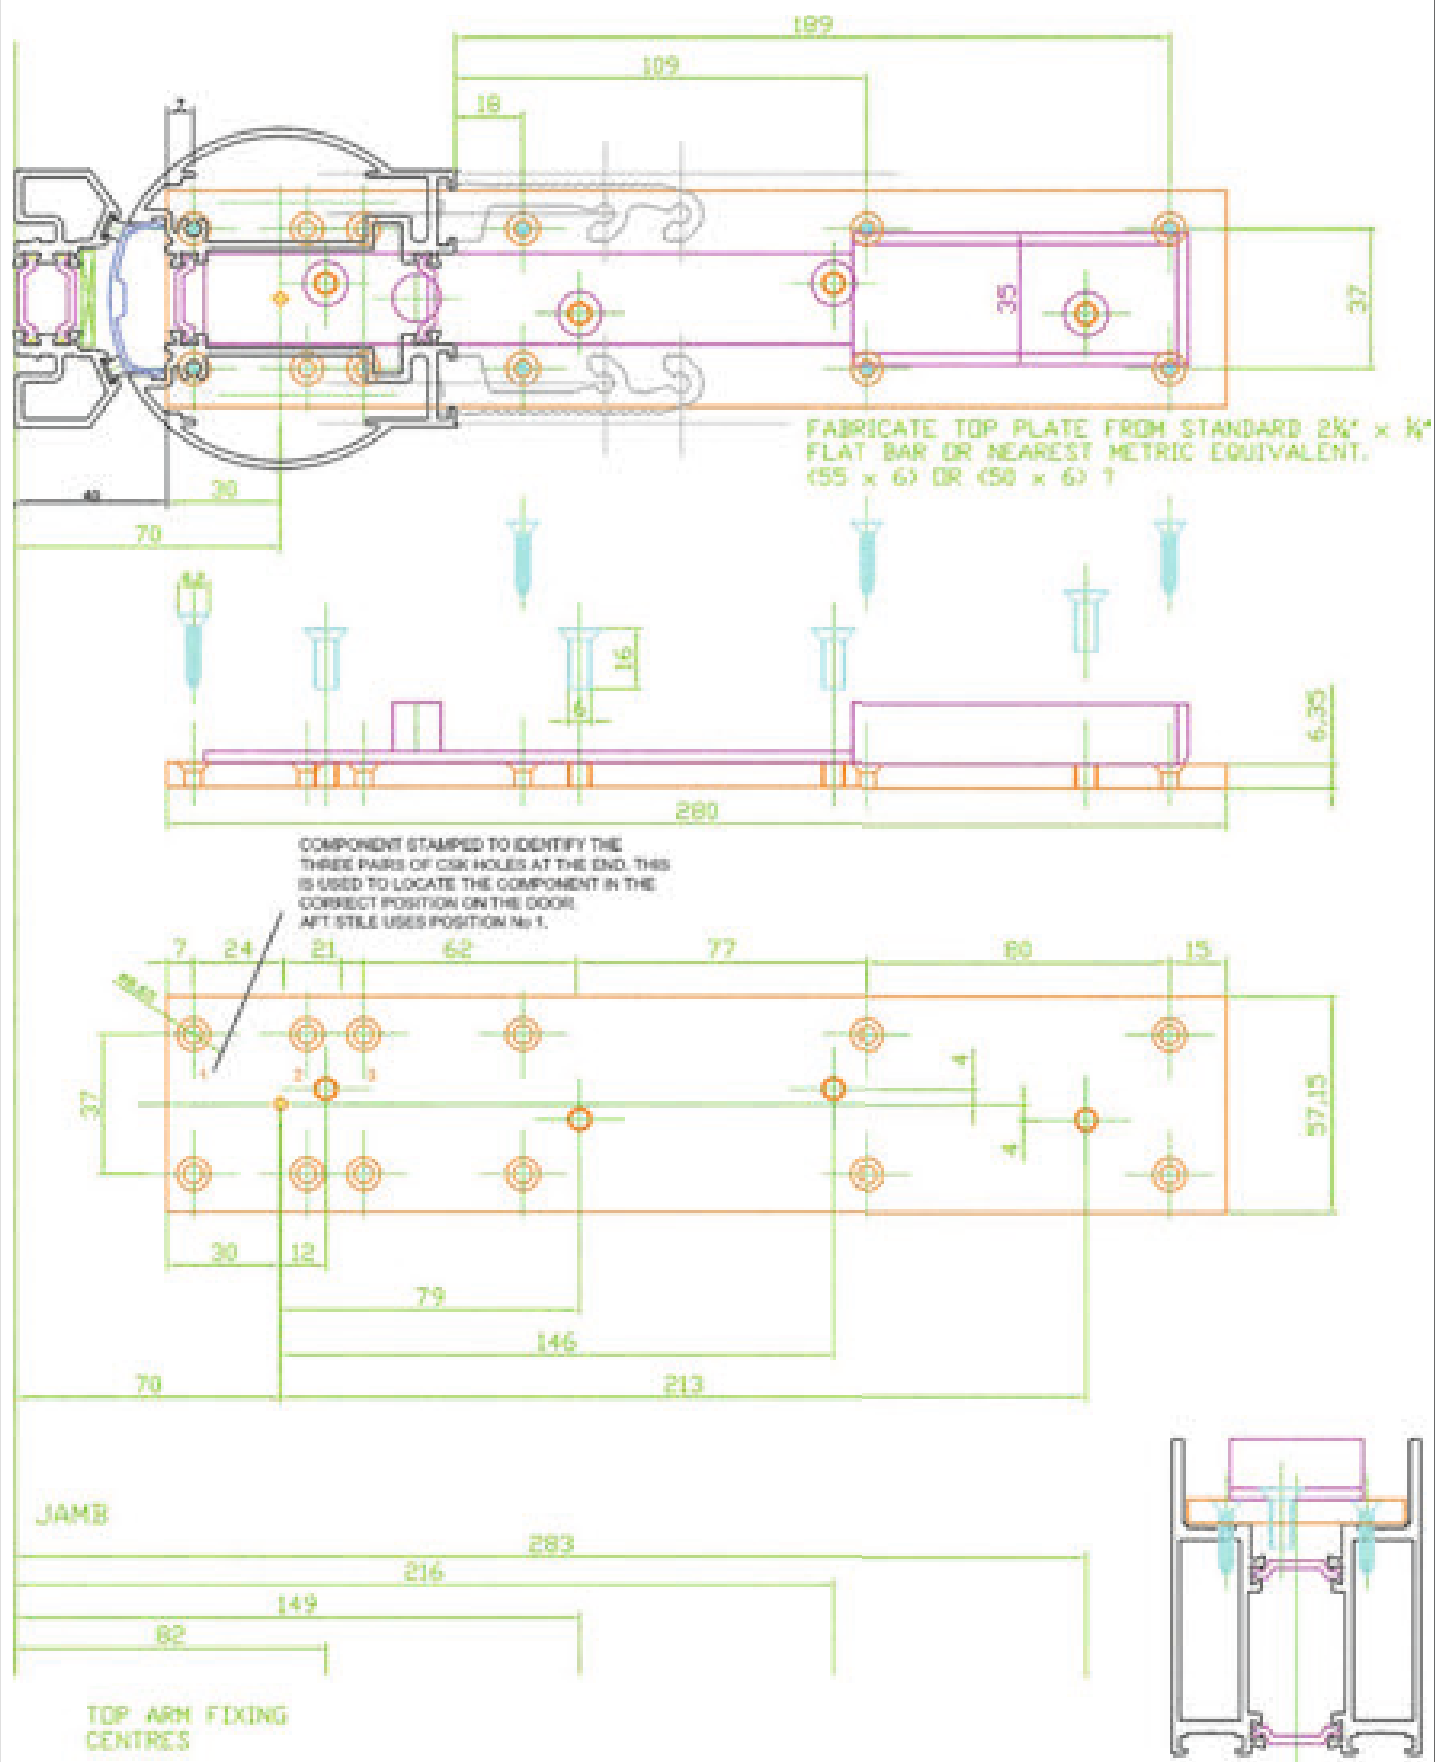 189
109
18
7
35
37
FABRICATE TOP PLATE FROM STANDARD 2¼" x ¼"
FLAT BAR OR NEAREST METRIC EQUIVALENT.
(55 x 6) OR (50 x 6) ?
40
30
70
16
6
6,35
280
COMPONENT STAMPED TO IDENTIFY THE
THREE PAIRS OF CSK HOLES AT THE END. THIS
IS USED TO LOCATE THE COMPONENT IN THE
CORRECT POSITION ON THE DOOR.
AFT STILE USES POSITION No 1.
7 24 21 62 77 80 15
1 2 3
4
37
4
57,15
30 12
79
146
70 213
JAMB
283
216
149
82
TOP ARM FIXING
CENTRES